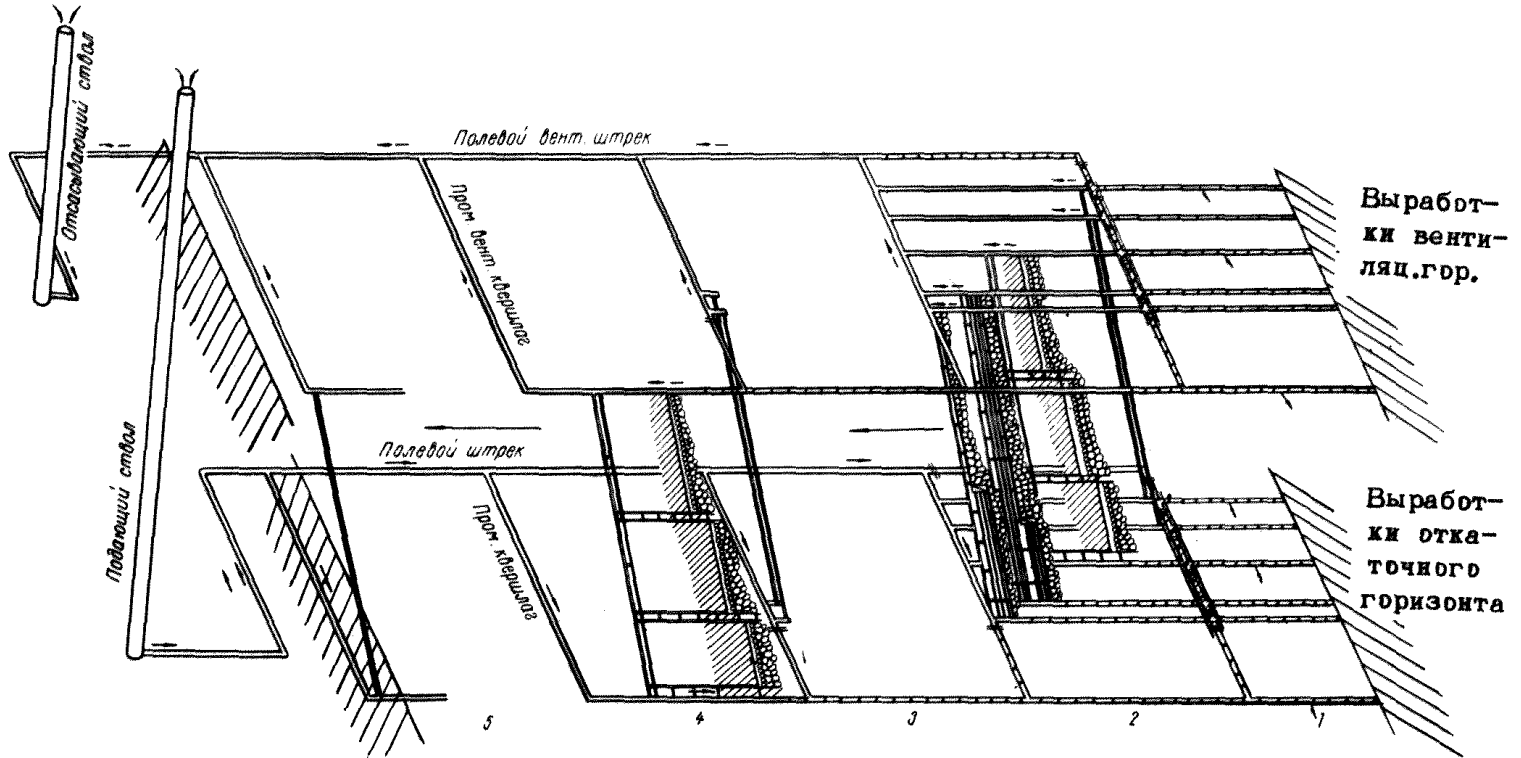 Отсасывающий ствол
Подающий ствол
Полевой вент. штрек
Пром. вент. квершлаг
Выработ-
ки венти-
ляц.гор.
Полевой штрек
Пром. квершлаг
Выработ-
ки отка-
точного
горизонта
5
4
3
2
1